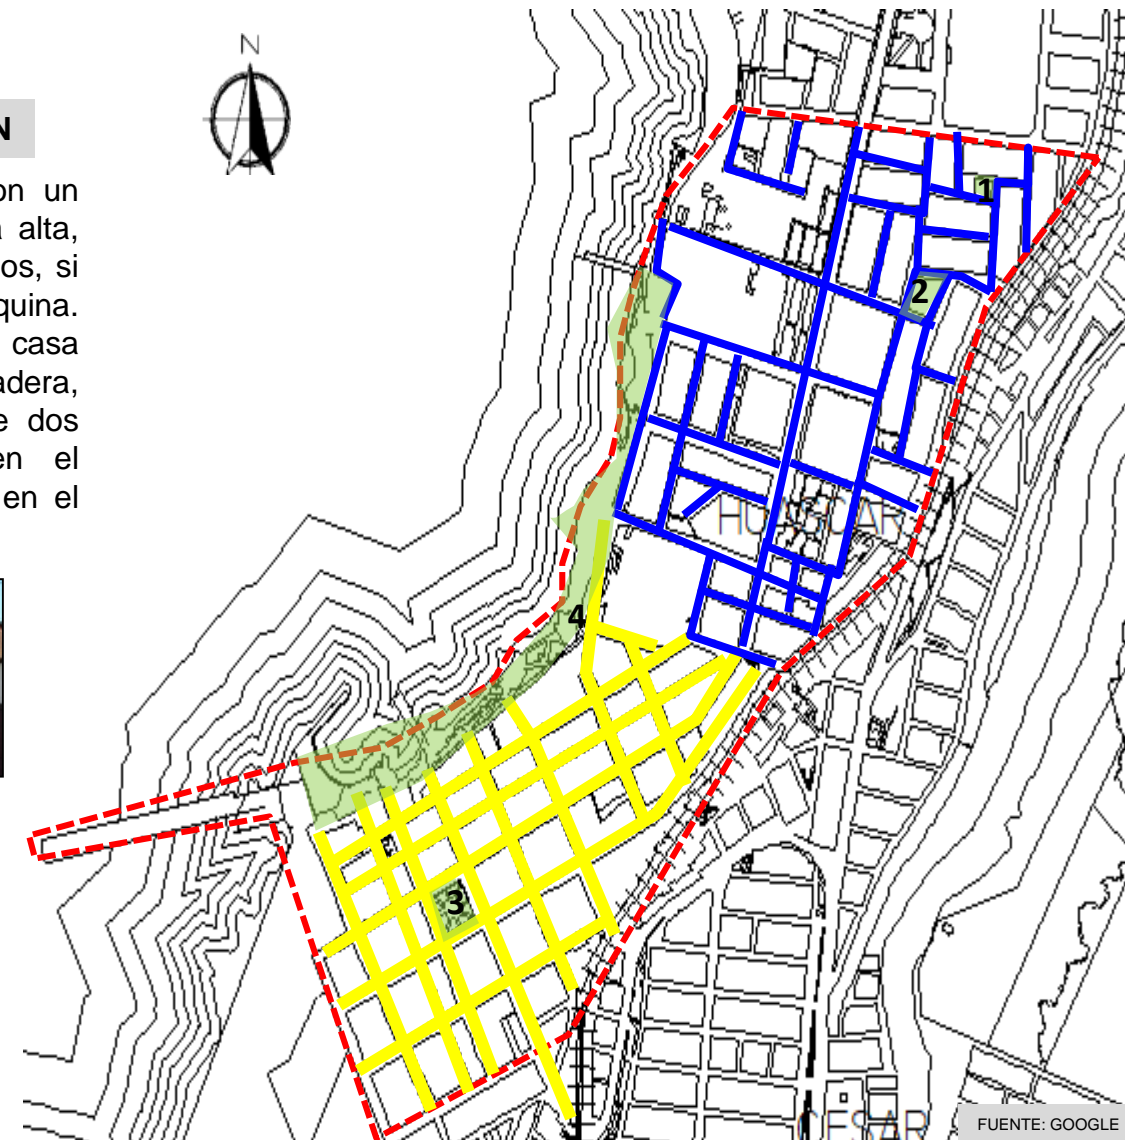 N
N
on un
alta,
os, si
quina.
casa
adera,
e dos
en el
en el
1
2
HUASCAR
4
3
CESAR
FUENTE: GOOGLE